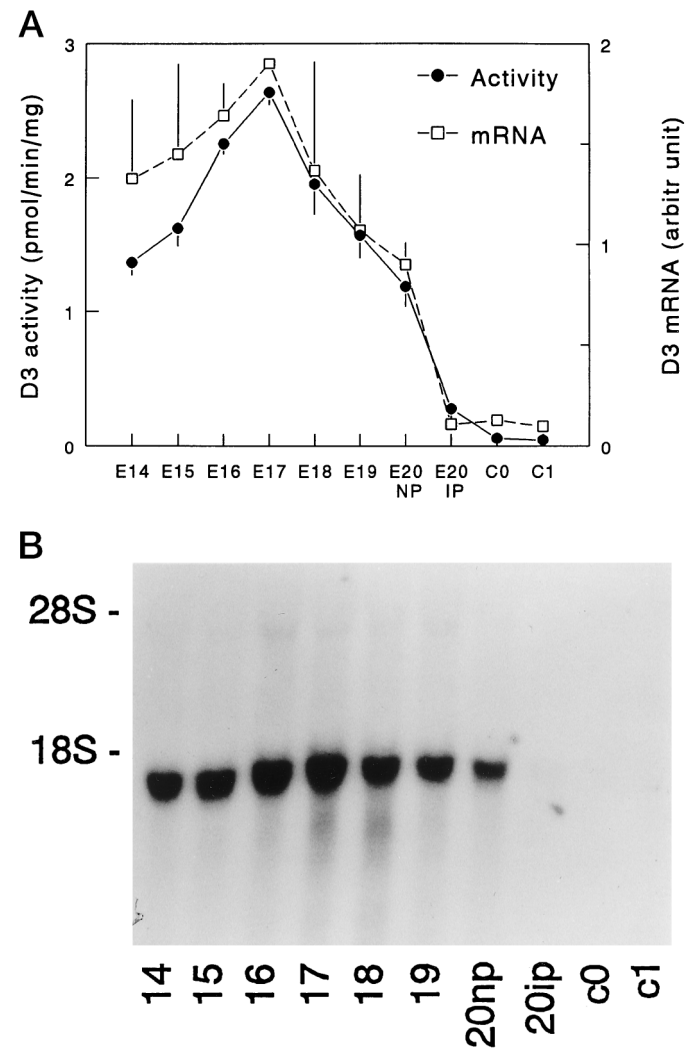 A
3 2
Activity
mRNA
2
1
1
0 0
D3 activity (pmol/min/mg)
D3 mRNA (arbitr unit)
E14 E15 E16 E17 E18 E19 E20 E20 C0 C1
NP IP
B
28S -
18S -
14 15 16 17 18 19 20np 20ip c0 c1